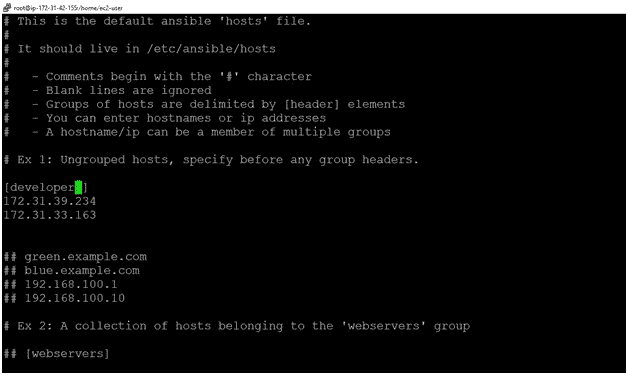 root@ip-172-31-42-155:/home/ec2-user
# This is the default ansible 'hosts' file.
#
# It should live in /etc/ansible/hosts
#
#   - Comments begin with the '#' character
#   - Blank lines are ignored
#   - Groups of hosts are delimited by [header] elements
#   - You can enter hostnames or ip addresses
#   - A hostname/ip can be a member of multiple groups
# Ex 1: Ungrouped hosts, specify before any group headers.
[developer]
172.31.39.234
172.31.33.163
## green.example.com
## blue.example.com
## 192.168.100.1
## 192.168.100.10
# Ex 2: A collection of hosts belonging to the 'webservers' group
## [webservers]